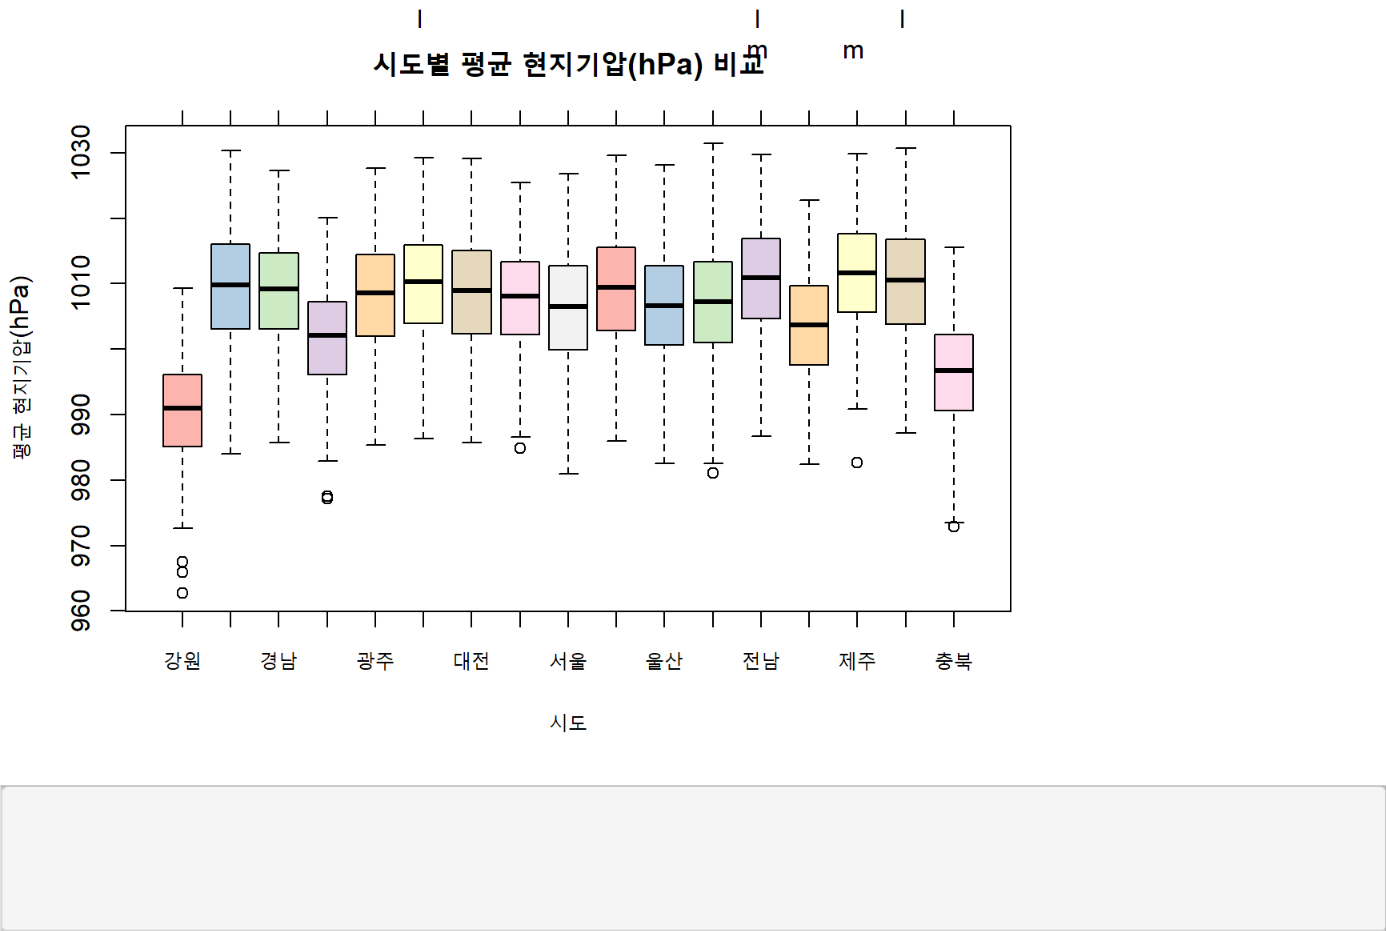 l l l
m m
시도별 평균 현지기압(hPa) 비교
평균 현지기압(hPa)
1030
1010
990
980
970
960
강원 경남 광주 대전 서울 울산 전남 제주 충북
시도